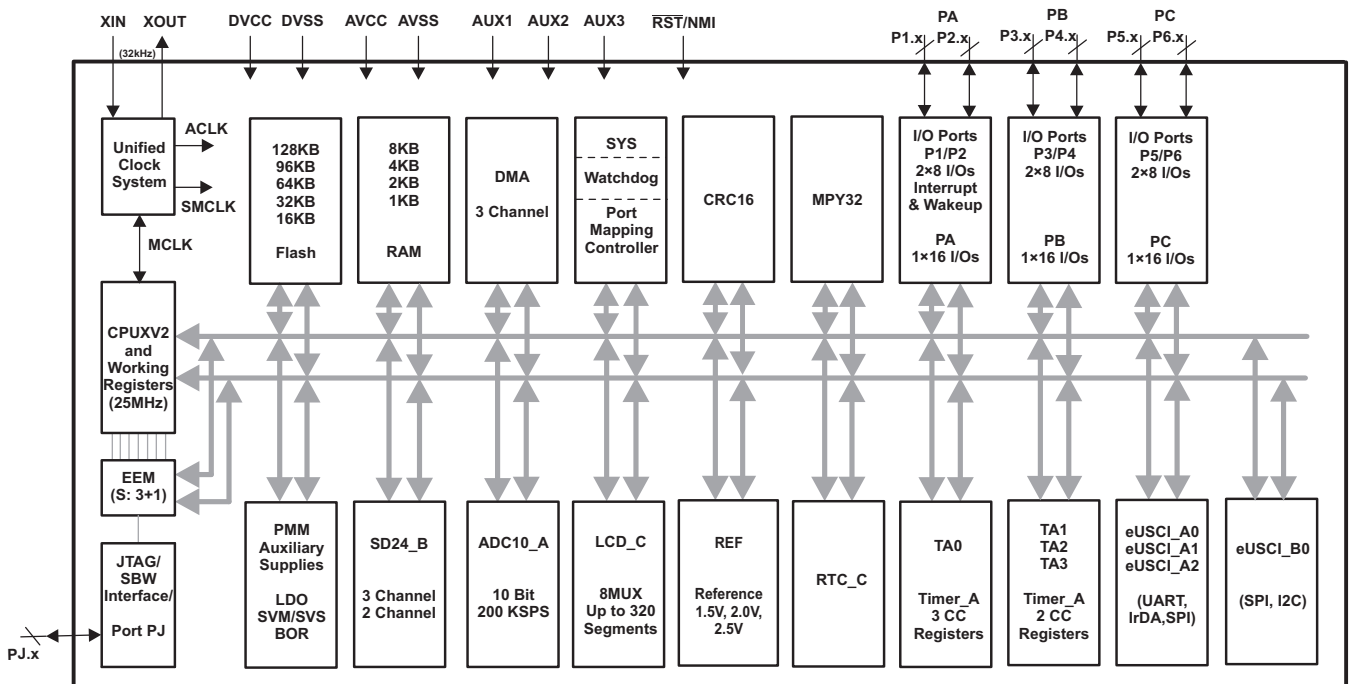 XIN XOUT DVCC DVSS AVCC AVSS AUX1 AUX2 AUX3 RST/NMI
(32kHz)
PA
P1.x P2.x
PB
P3.x P4.x
PC
P5.x P6.x
Unified
Clock
System
ACLK
SMCLK
MCLK
128KB
96KB
64KB
32KB
16KB
Flash
8KB
4KB
2KB
1KB
RAM
DMA
3 Channel
SYS
Watchdog
Port
Mapping
Controller
CRC16
MPY32
I/O Ports
P1/P2
2×8 I/Os
Interrupt
& Wakeup
PA
1×16 I/Os
I/O Ports
P3/P4
2×8 I/Os
PB
1×16 I/Os
I/O Ports
P5/P6
2×8 I/Os
PC
1×16 I/Os
CPUXV2
and
Working
Registers
(25MHz)
EEM
(S: 3+1)
JTAG/
SBW
Interface/
Port PJ
PJ.x
PMM
Auxiliary
Supplies
LDO
SVM/SVS
BOR
SD24_B
3 Channel
2 Channel
ADC10_A
10 Bit
200 KSPS
LCD_C
8MUX
Up to 320
Segments
REF
Reference
1.5V, 2.0V,
2.5V
RTC_C
TA0
Timer_A
3 CC
Registers
TA1
TA2
TA3
Timer_A
2 CC
Registers
eUSCI_A0
eUSCI_A1
eUSCI_A2
(UART,
IrDA,SPI)
eUSCI_B0
(SPI, I2C)